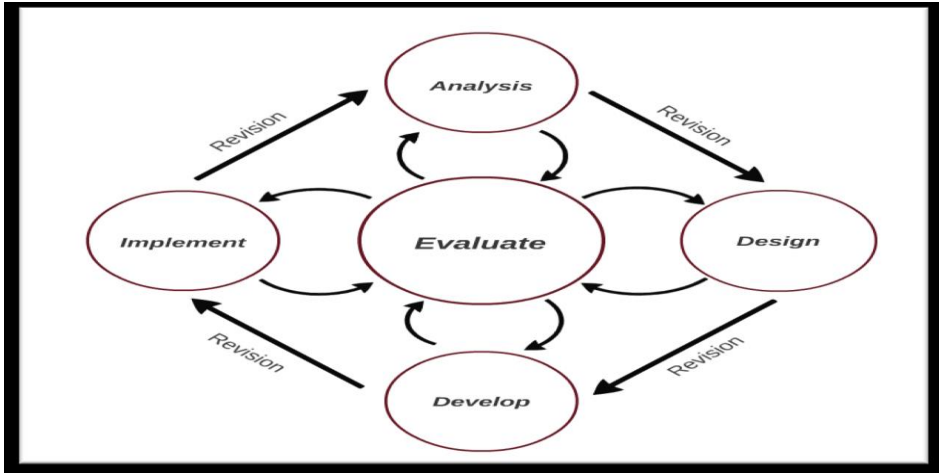 Analysis
Revision
Revision
Implement
Evaluate
Design
Revision
Revision
Develop